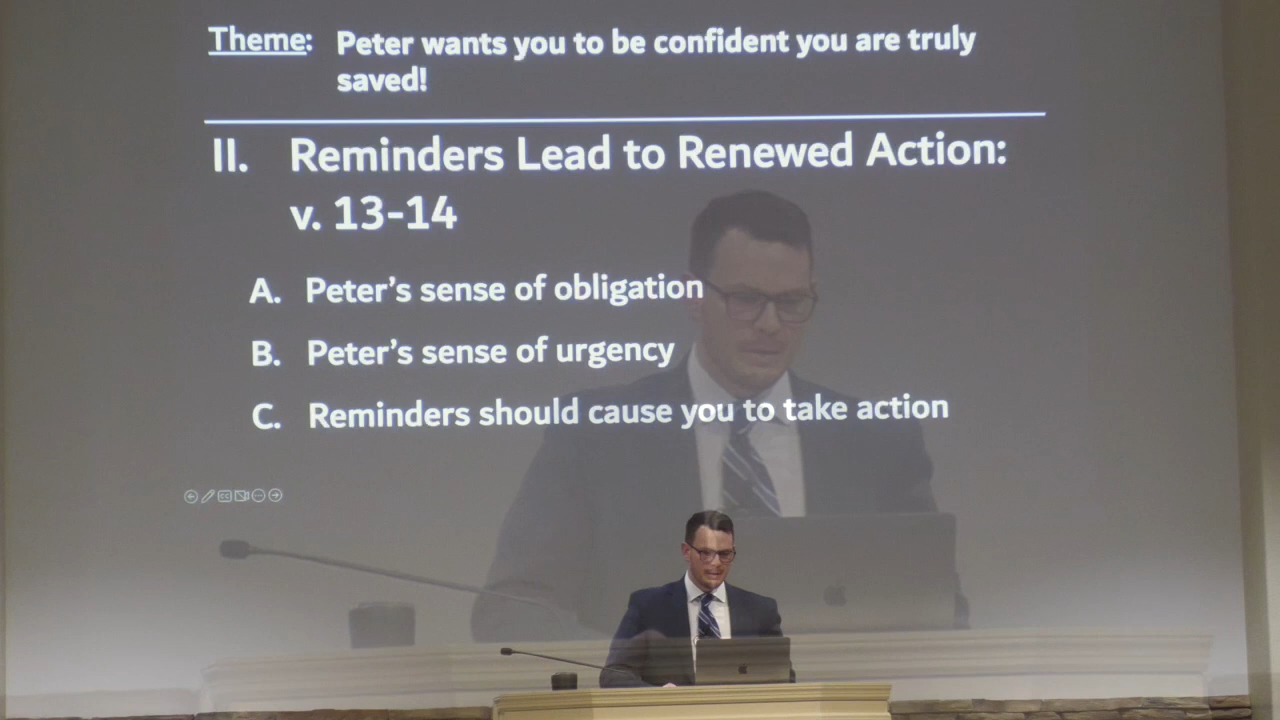 Theme: Peter wants you to be confident you are truly
saved!
II. Reminders Lead to Renewed Action:
v. 13-14
A. Peter’s sense of obligation
B. Peter’s sense of urgency
C. Reminders should cause you to take action